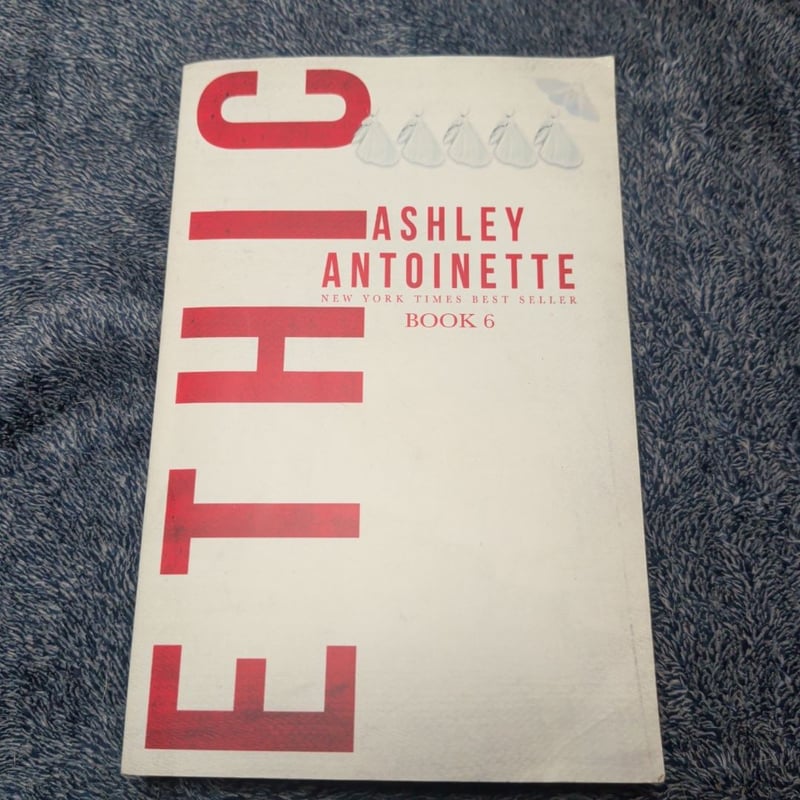 ETHIC
ASHLEY
ANTOINETTE
NEW YORK TIMES BEST SELLER
BOOK 6